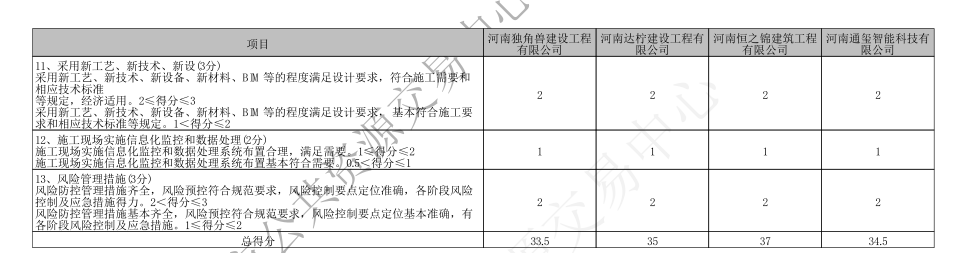 项目 河南独角兽建设工程 河南达柠建设工程有 河南恒之锦建筑工程 河南通玺智能科技有
有限公司 限公司 有限公司 限公司
11、采用新工艺、新技术、新设(3分)
采用新工艺、新技术、新设备、新材料、BIM 等的程度满足设计要求，符合施工需要和
相应技术标准
等规定，经济适用。2≤得分≤3
采用新工艺、新技术、新设备、新材料、BIM 等的程度满足设计要求，基本符合施工要
求和相应技术标准等规定。1<得分≤2
2 2 2 2
12、施工现场实施信息化监控和数据处理(2分)
施工现场实施信息化监控和数据处理系统布置合理，满足需要。1≤得分≤2
施工现场实施信息化监控和数据处理系统布置基本符合需要。0.5<得分≤1
1 1 1 1
13、风险管理措施(3分)
风险防控管理措施齐全，风险预控符合规范要求，风险控制要点定位准确，各阶段风险
控制及应急措施得力。2<得分≤3
风险防控管理措施基本齐全，风险预控符合规范要求，风险控制要点定位基本准确，有
各阶段风险控制及应急措施。1≤得分≤2
2 2 2 2
总得分 33.5 35 37 34.5
公共资源交易中心
交易中心